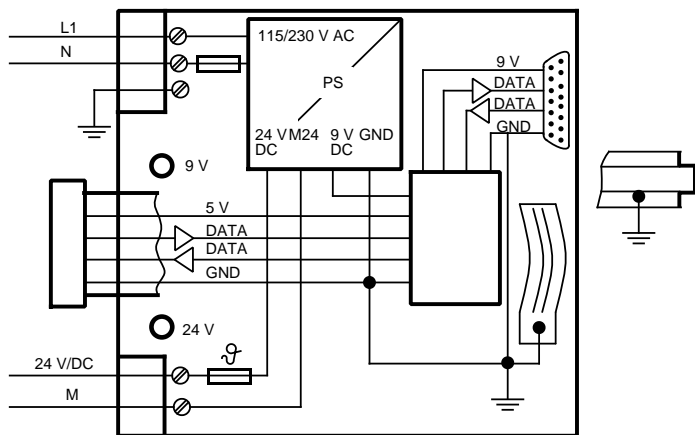 L1
115/230 V AC
N
PS
9 V
DATA
DATA
GND
24 V M24 9 V GND
DC DC
9 V
5 V
DATA
DATA
GND
24 V
24 V/DC
ϑ
M